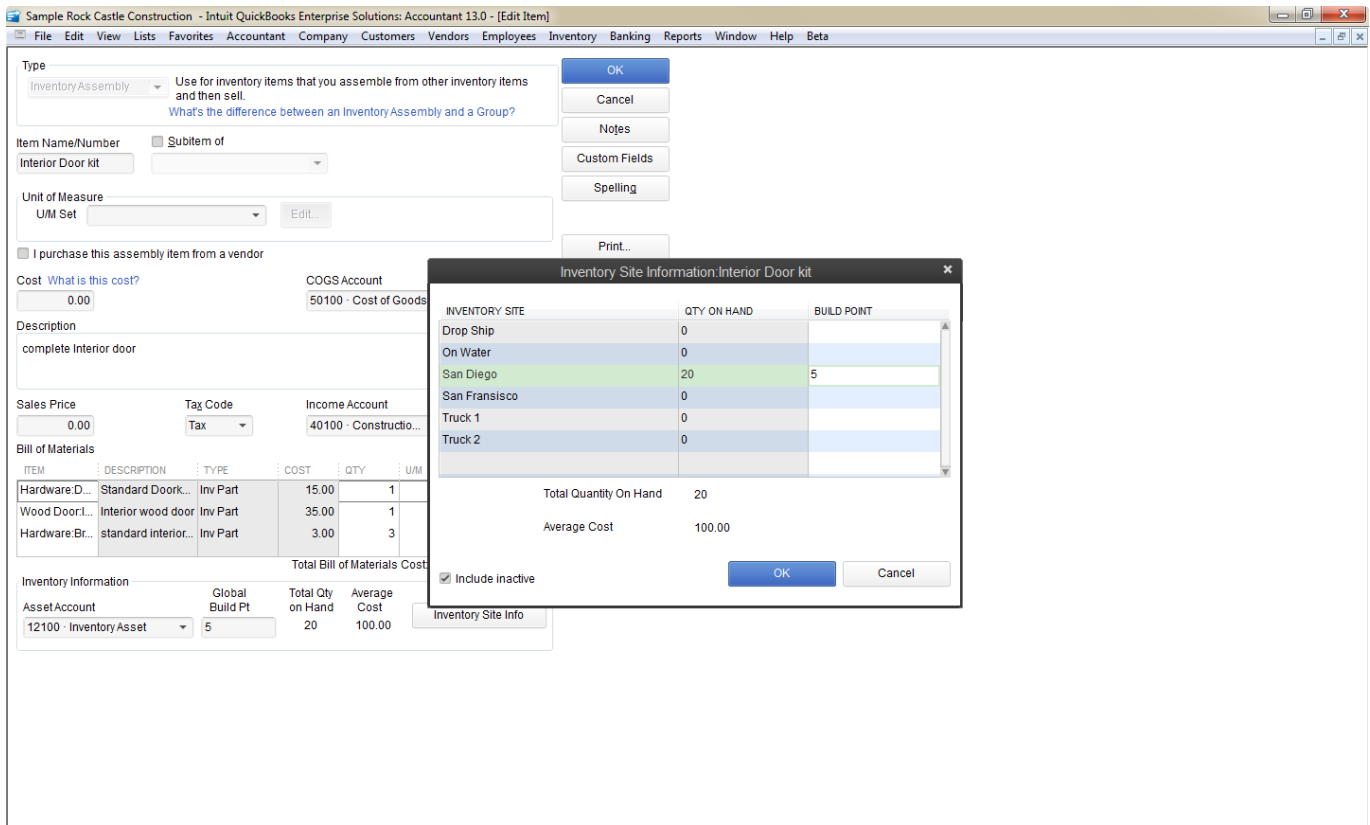 Sample Rock Castle Construction - Intuit QuickBooks Enterprise Solutions: Accountant 13.0 - [Edit Item]
File Edit View Lists Favorites Accountant Company Customers Vendors Employees Inventory Banking Reports Window Help Beta
Type
Inventory Assembly
Use for inventory items that you assemble from other inventory items
and then sell.
What's the difference between an Inventory Assembly and a Group?
OK
Cancel
Notes
Custom Fields
Spelling
Print...
Item Name/Number Subitem of
Interior Door kit
Unit of Measure
U/M Set Edit...
I purchase this assembly item from a vendor
Cost What is this cost? COGS Account
0.00 50100 · Cost of Goods
Description
complete Interior door
Sales Price Tax Code Income Account
0.00 Tax 40100 · Constructio...
Bill of Materials
ITEM DESCRIPTION TYPE COST QTY U/M
Hardware:D... Standard Doork... Inv Part 15.00 1
Wood Door:I... Interior wood door Inv Part 35.00 1
Hardware:Br... standard interior... Inv Part 3.00 3
Total Bill of Materials Cost:
Inventory Information
Asset Account Global Build Pt Total Qty on Hand Average Cost
12100 · Inventory Asset 5 20 100.00
Inventory Site Info
Inventory Site Information:Interior Door kit
INVENTORY SITE QTY ON HAND BUILD POINT
Drop Ship 0
On Water 0
San Diego 20 5
San Fransisco 0
Truck 1 0
Truck 2 0
Total Quantity On Hand 20
Average Cost 100.00
Include inactive
OK Cancel